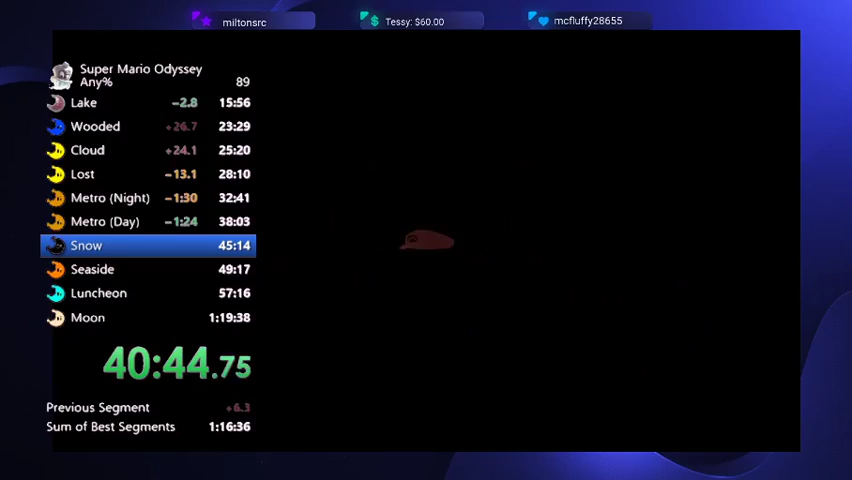 miltonsrc
Tessy: $60.00
mcfluffy28655
Super Mario Odyssey
Any% 89
Lake -2.8 15:56
Wooded +26.7 23:29
Cloud +24.1 25:20
Lost -13.1 28:10
Metro (Night) -1:30 32:41
Metro (Day) -1:24 38:03
Snow 45:14
Seaside 49:17
Luncheon 57:16
Moon 1:19:38
40:44.75
Previous Segment +6.3
Sum of Best Segments 1:16:36